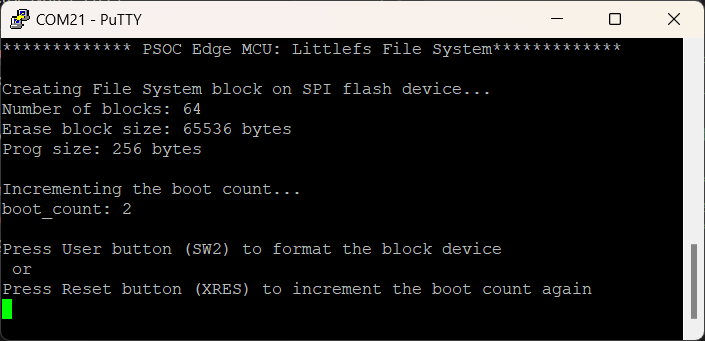 COM21 - PuTTY
************* PSOC Edge MCU: Littlefs File System*************
Creating File System block on SPI flash device...
Number of blocks: 64
Erase block size: 65536 bytes
Prog size: 256 bytes
Incrementing the boot count...
boot_count: 2
Press User button (SW2) to format the block device
or
Press Reset button (XRES) to increment the boot count again